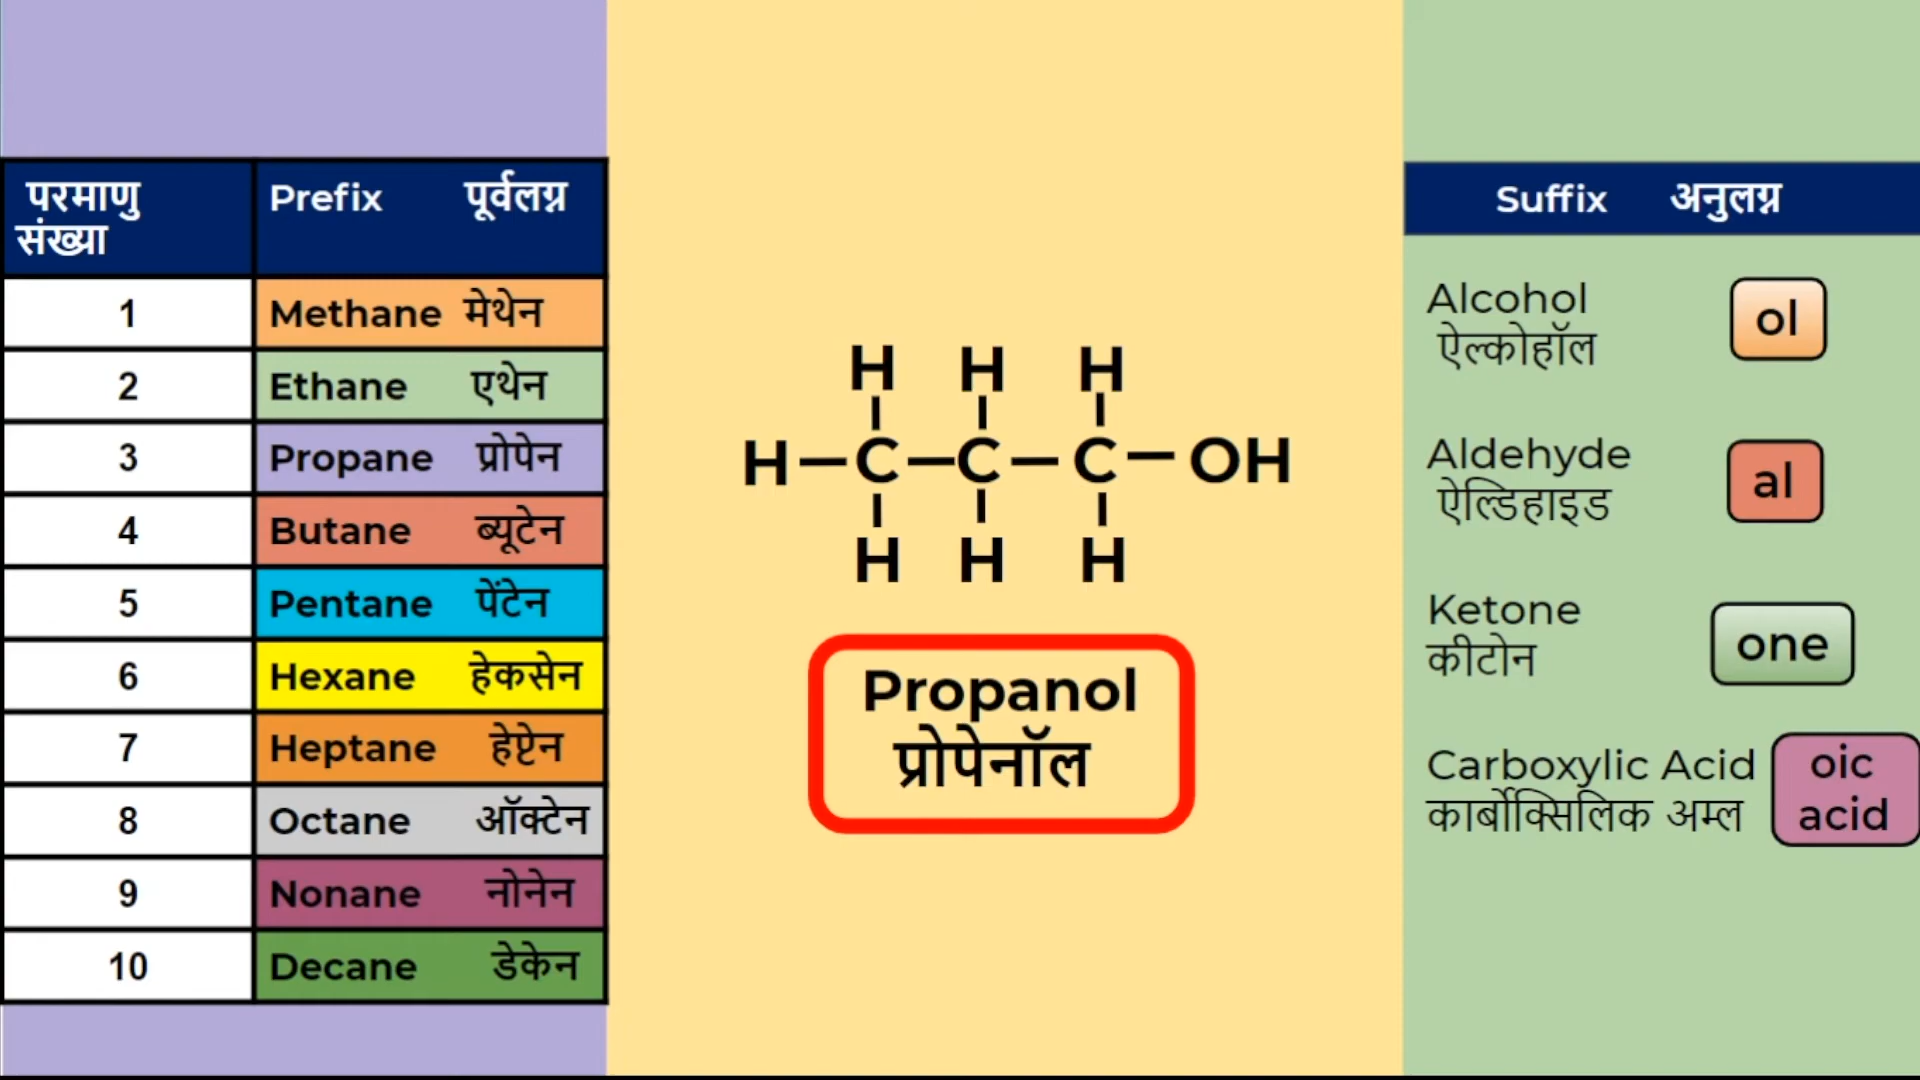 परमाणु
संख्या
Prefix पूर्वलग्न
1 Methane मेथेन
2 Ethane एथेन
3 Propane प्रोपेन
4 Butane ब्यूटेन
5 Pentane पेंटेन
6 Hexane हेकसेन
7 Heptane हेप्टेन
8 Octane ऑक्टेन
9 Nonane नोनेन
10 Decane डेकेन
H H H
H—C—C—C—OH
H H H
Propanol
प्रोपेनॉल
Suffix अनुलग्न
Alcohol
ऐल्कोहॉल
ol
Aldehyde
ऐल्डिहाइड
al
Ketone
कीटोन
one
Carboxylic Acid
कार्बोक्सिलिक अम्ल
oic
acid